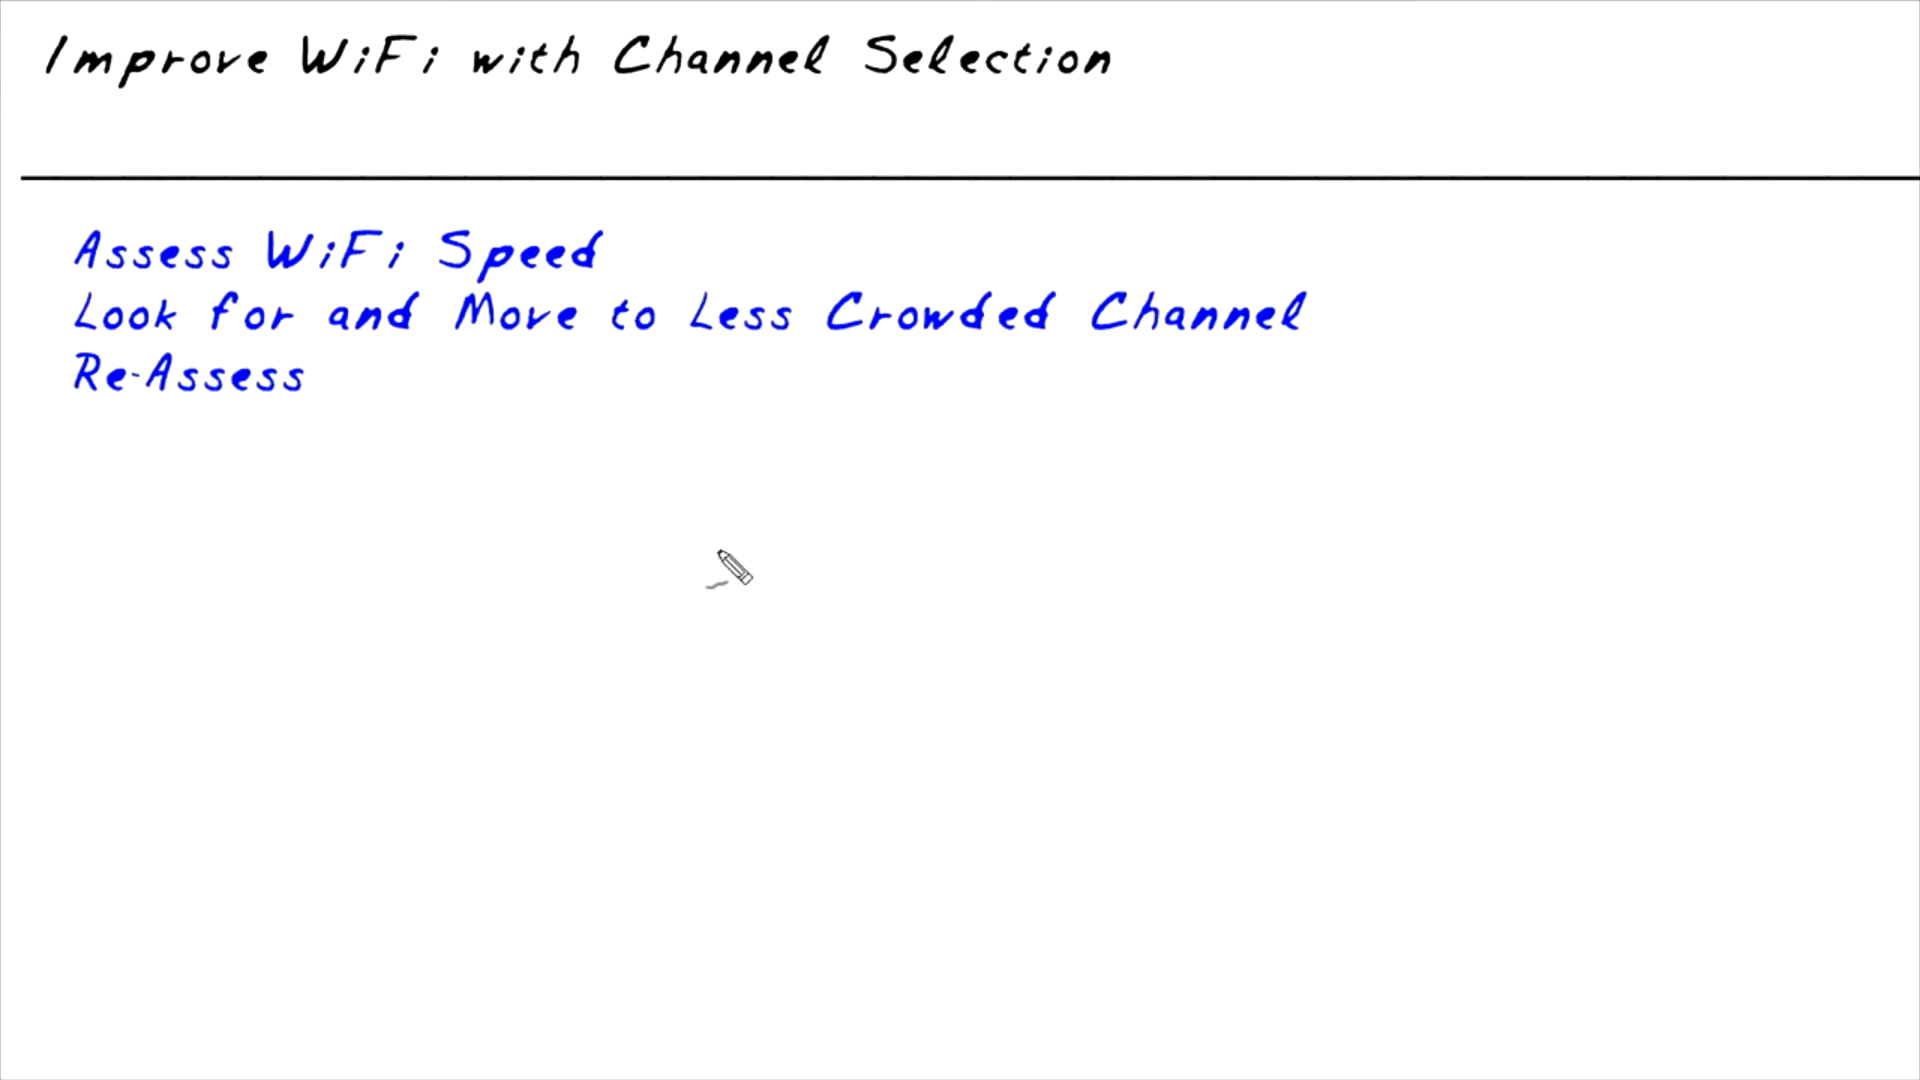 Improve WiFi with Channel Selection
Assess WiFi Speed
Look for and Move to Less Crowded Channel
Re-Assess